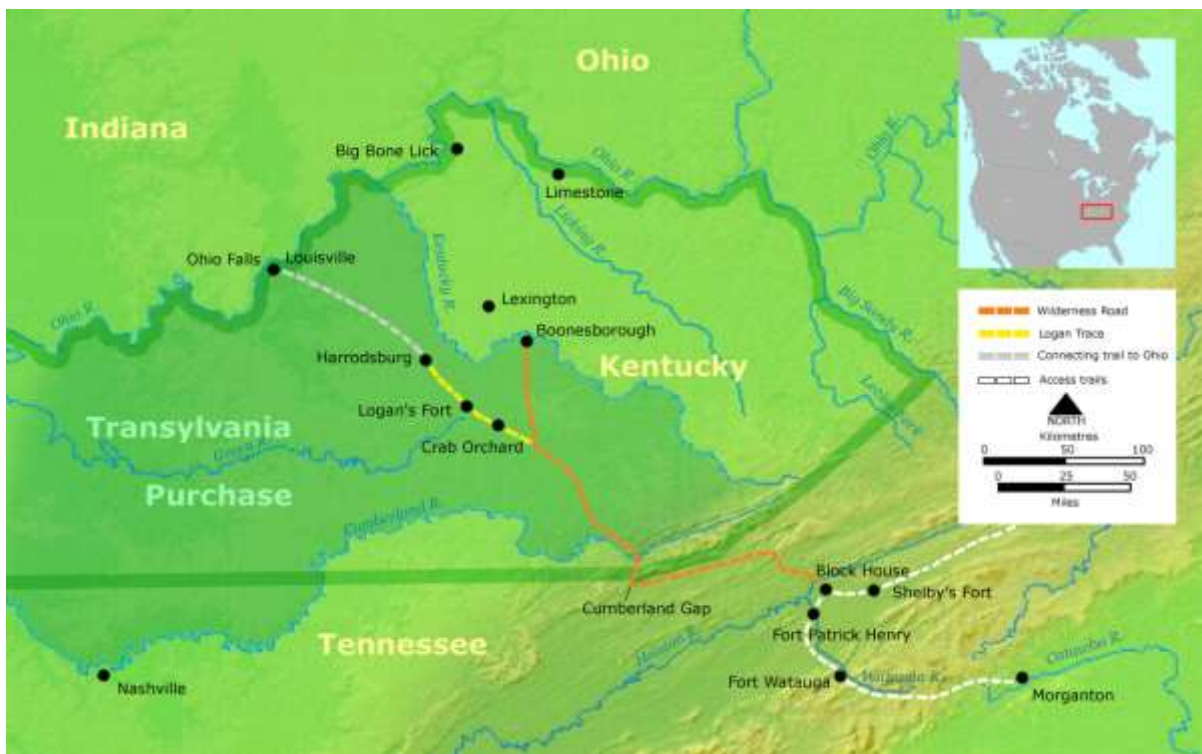 Ohio
Indiana
Big Bone Lick
Limestone
Ohio R.
Ohio R.
Licking R.
Ohio Falls
Louisville
Kentucky R.
Lexington
Boonesborough
Big Sandy R.
Ohio R.
Harrodsburg
Kentucky
Logan's Fort
Transylvania
Crab Orchard
Green R.
Purchase
Cumberland R.
Wilderness Road
Logan Trace
Connecting trail to Ohio
Access trails
NORTH
Kilometres
0 50 100
0 25 50
Miles
Block House
Shelby's Fort
Cumberland Gap
Fort Patrick Henry
Tennessee
Holston R.
Fort Watauga
Watauga R.
Catawba R.
Nashville
Morganton